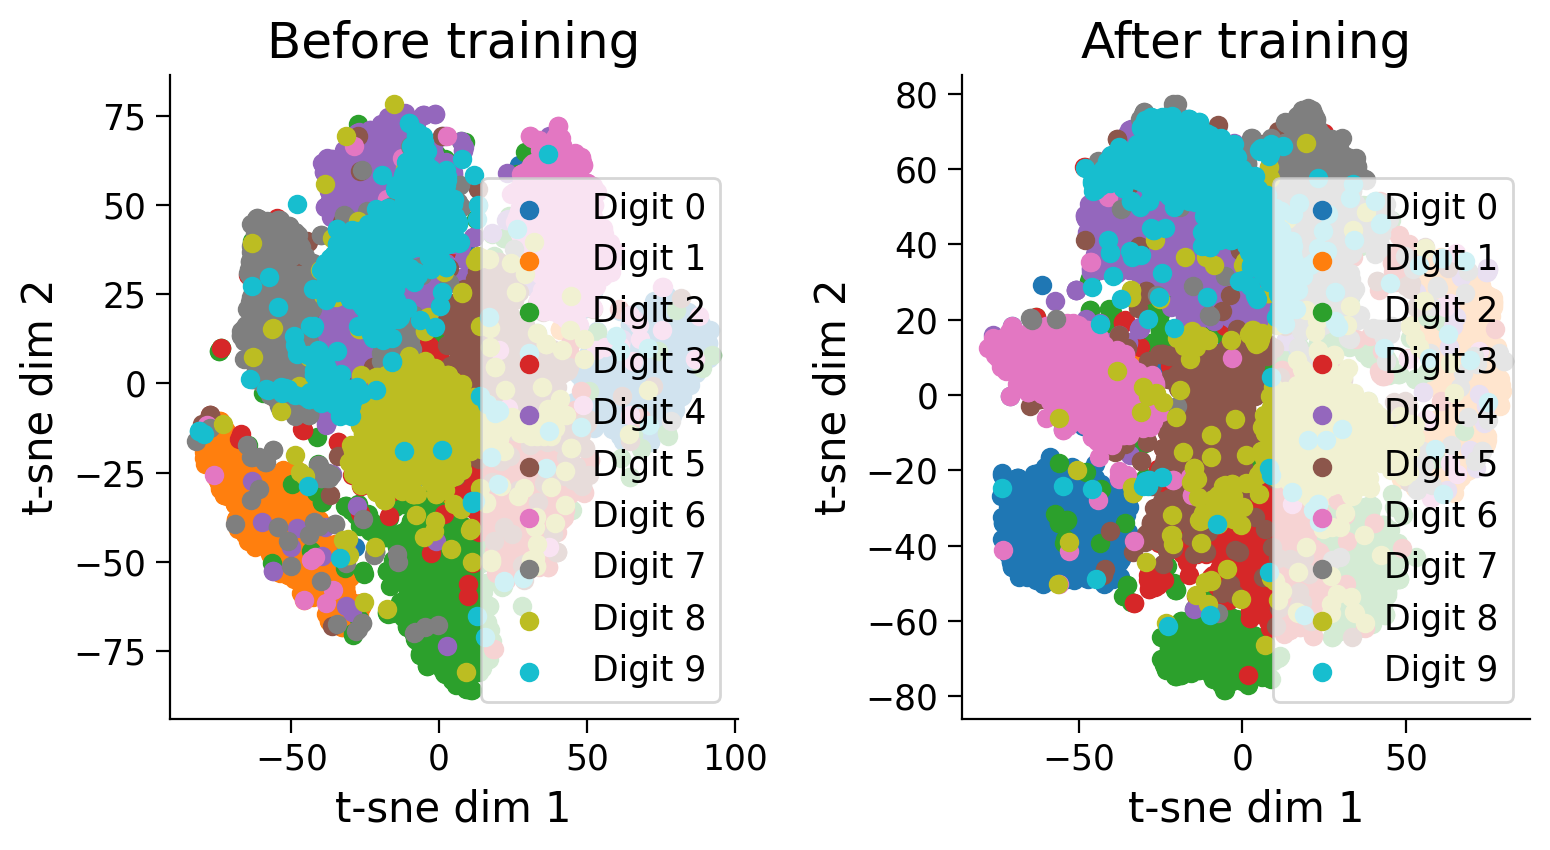 Before training
75
50
25
0
−25
−50
−75
t-sne dim 2
−50
0
50
100
t-sne dim 1
Digit 0
Digit 1
Digit 2
Digit 3
Digit 4
Digit 5
Digit 6
Digit 7
Digit 8
Digit 9
After training
80
60
40
20
0
−20
−40
−60
−80
t-sne dim 2
−50
0
50
t-sne dim 1
Digit 0
Digit 1
Digit 2
Digit 3
Digit 4
Digit 5
Digit 6
Digit 7
Digit 8
Digit 9